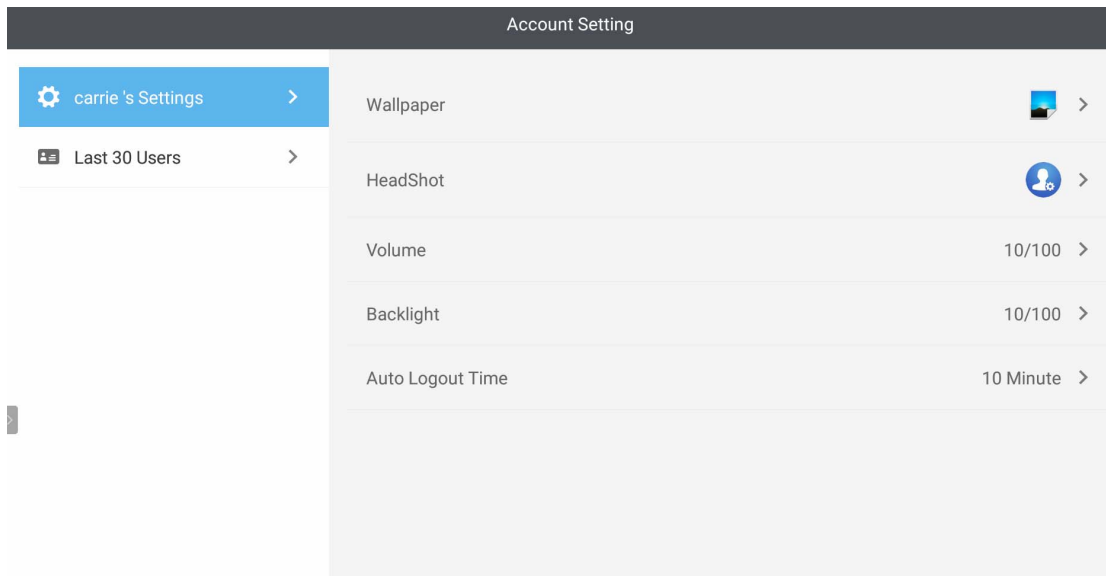 Account Setting
carrie 's Settings
Last 30 Users
Wallpaper
HeadShot
Volume 10/100
Backlight 10/100
Auto Logout Time 10 Minute